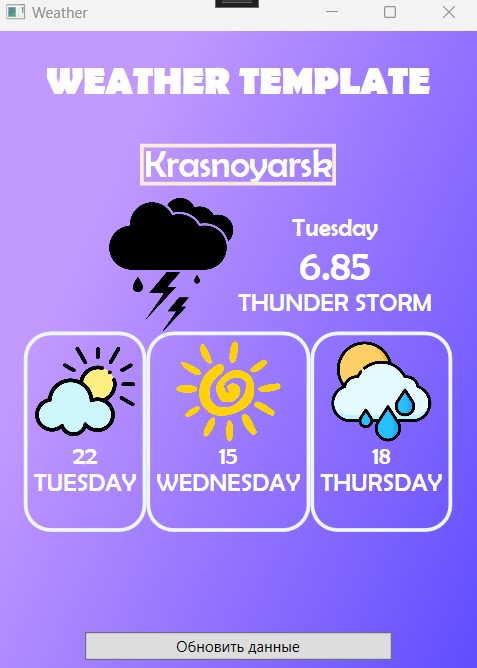 Weather
WEATHER TEMPLATE
Krasnoyarsk
Tuesday
6.85
THUNDER STORM
22
TUESDAY
15
WEDNESDAY
18
THURSDAY
Обновить данные